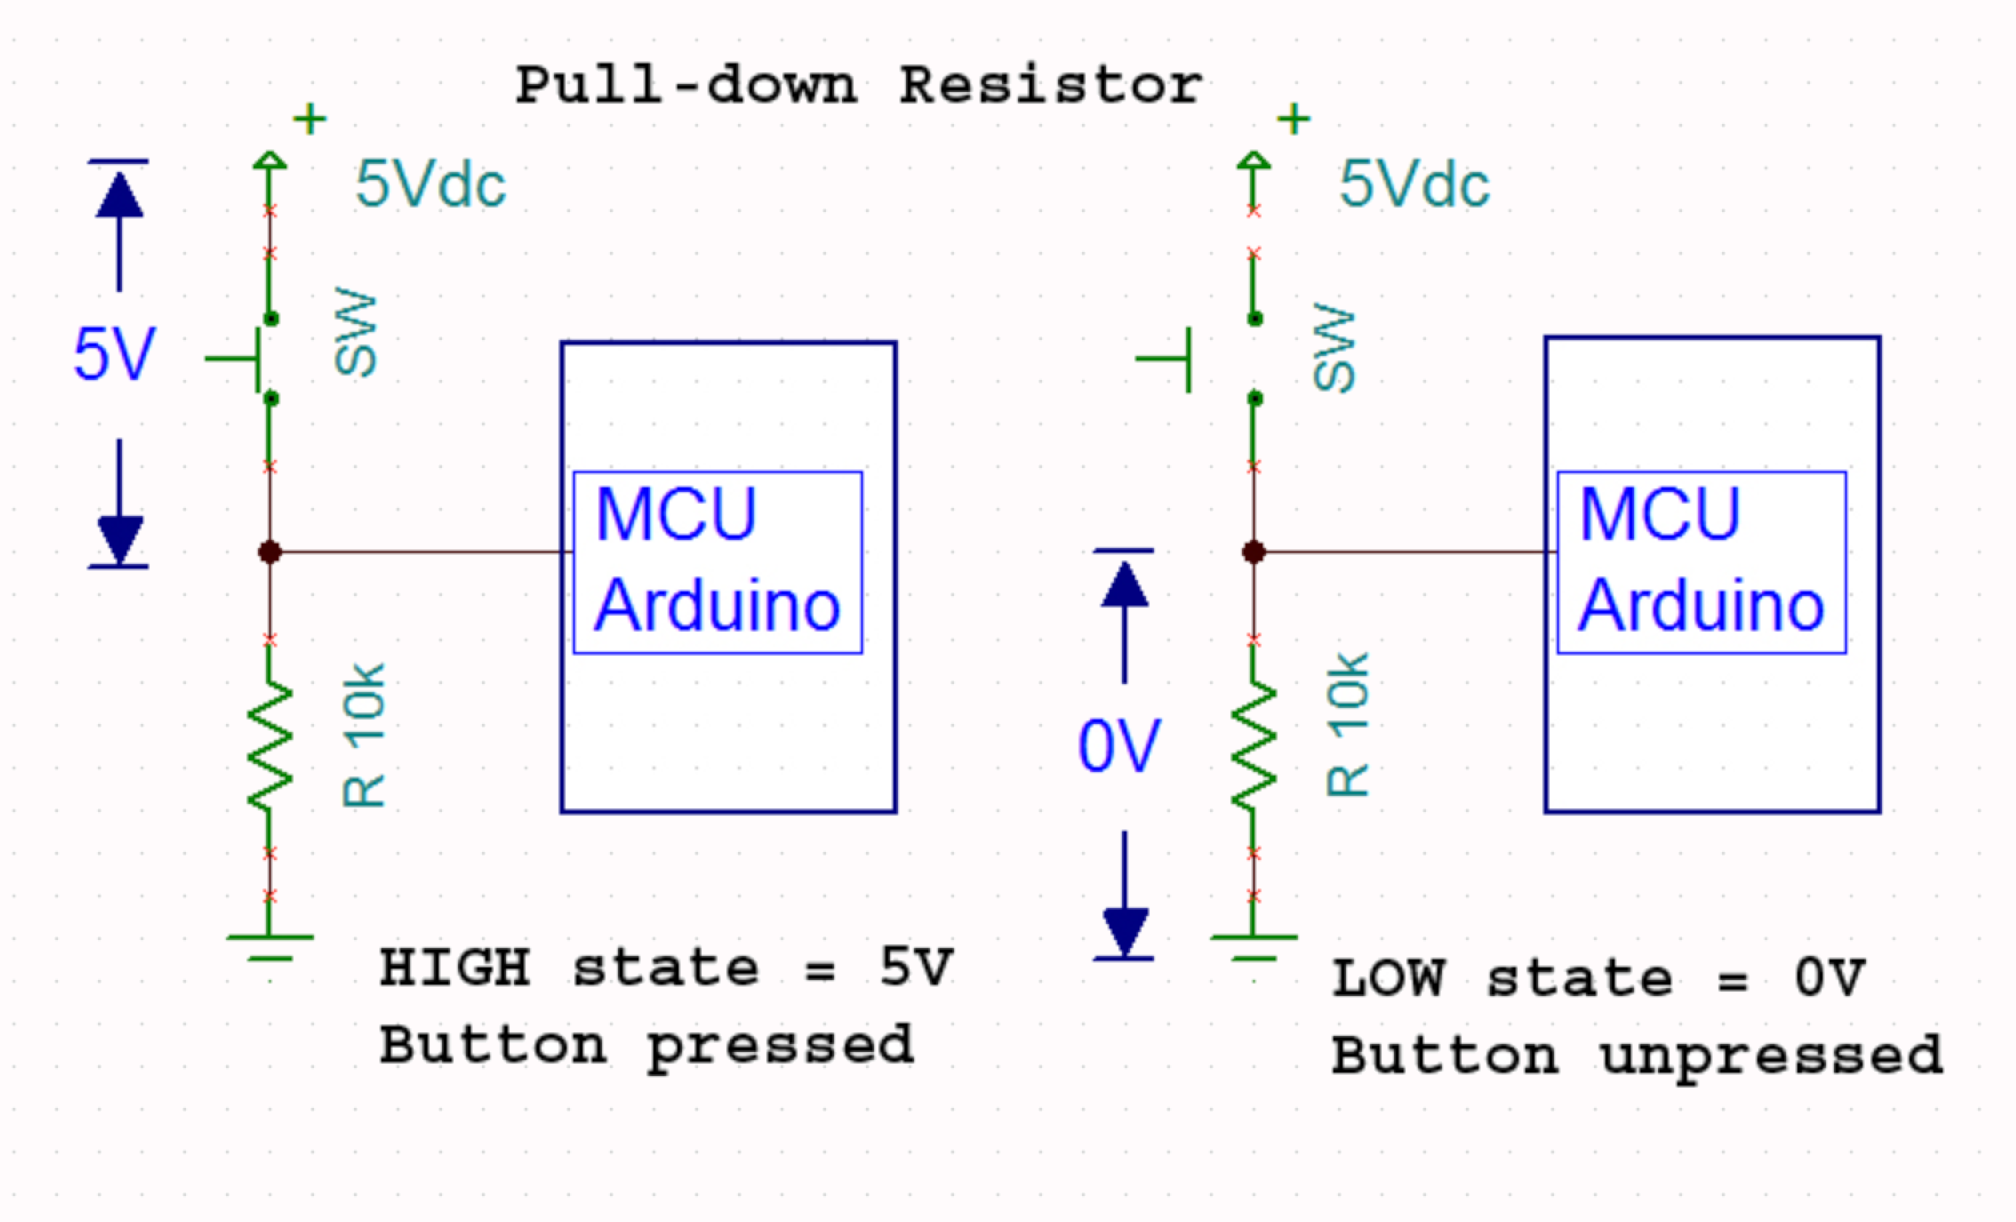 Pull-down Resistor
+
5Vdc
5V
SW
MCU
Arduino
R 10k
HIGH state = 5V
Button pressed
+
5Vdc
SW
MCU
Arduino
0V
R 10k
LOW state = 0V
Button unpressed